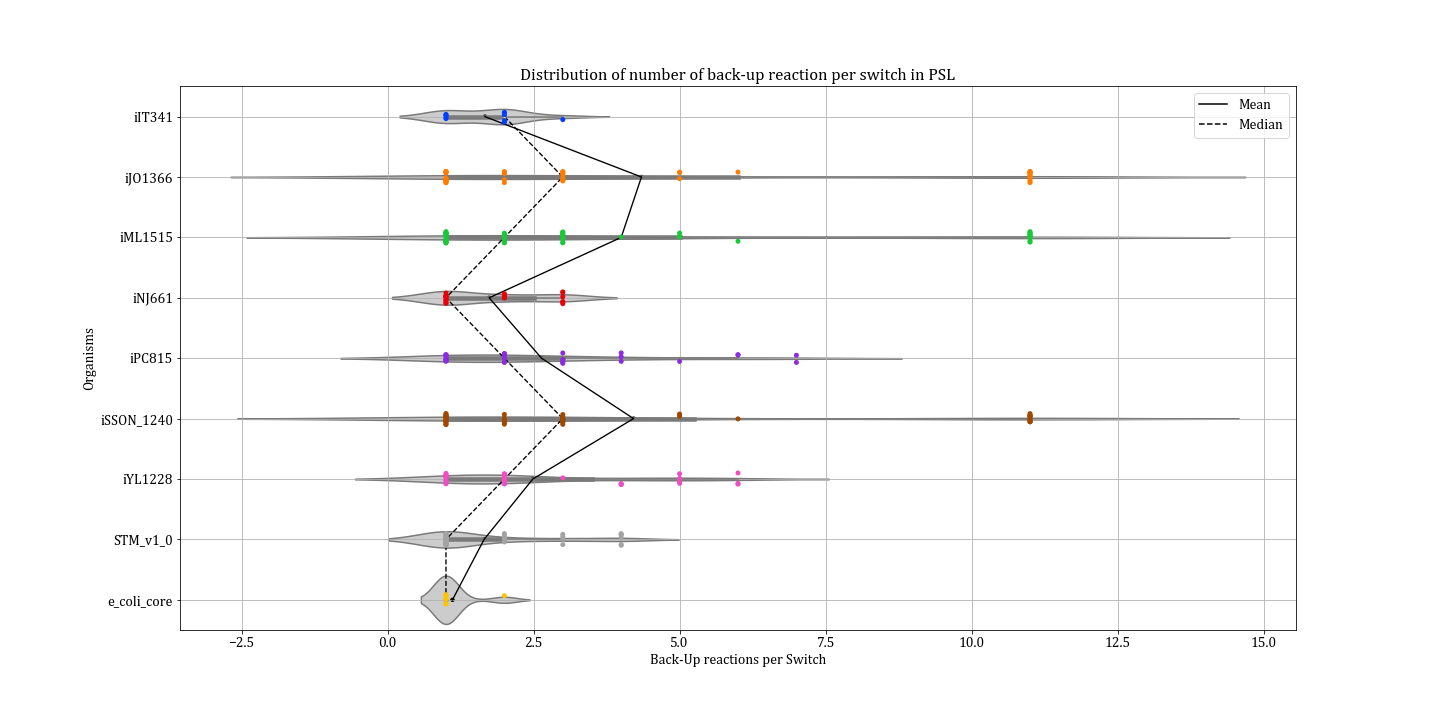 Distribution of number of back-up reaction per switch in PSL
Mean
Median
iIT341
iJO1366
iML1515
iNJ661
iPC815
iSSON_1240
iYL1228
STM_v1_0
e_coli_core
Organisms
−2.5 0.0 2.5 5.0 7.5 10.0 12.5 15.0
Back-Up reactions per Switch